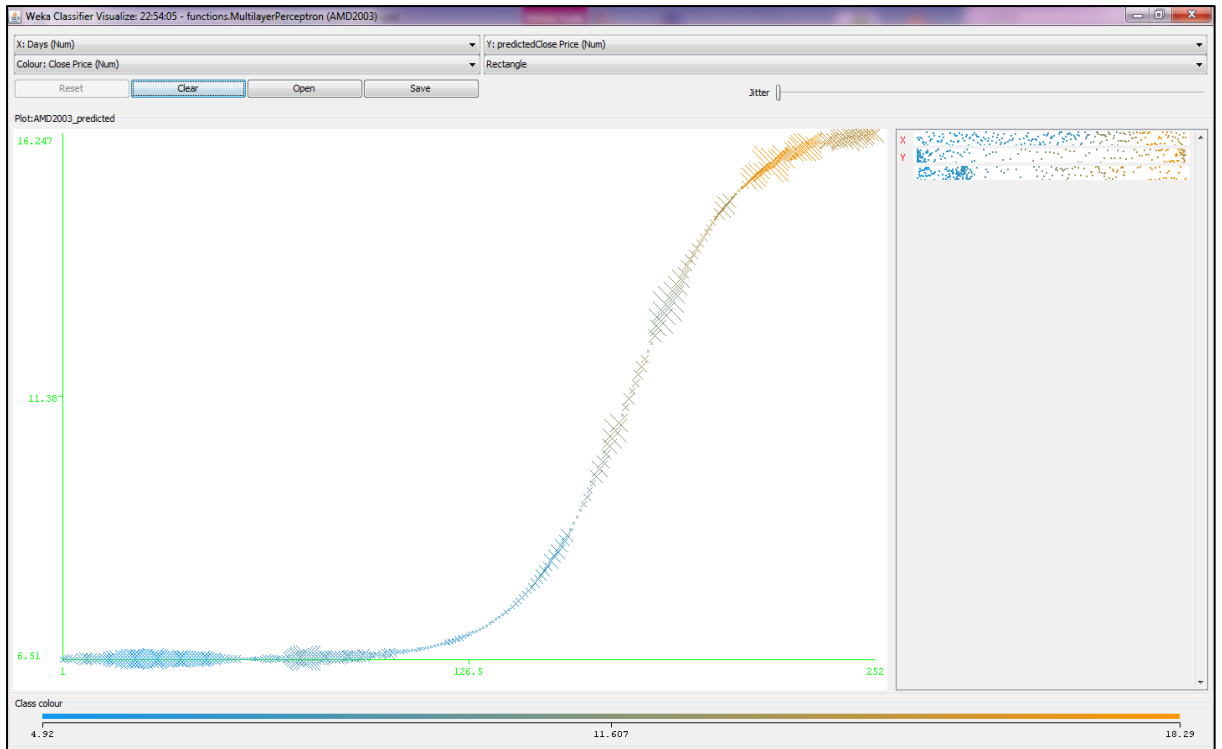 Weka Classifier Visualize: 22:54:05 - functions.MultilayerPerceptron (AMD2003)
X: Days (Num) Y: predictedClose Price (Num)
Colour: Close Price (Num) Rectangle
Reset Clear Open Save Jitter
Plot:AMD2003_predicted
16.247
X
Y
11.38
6.51
1 126.5 252
Class colour
4.92 11.607 18.29